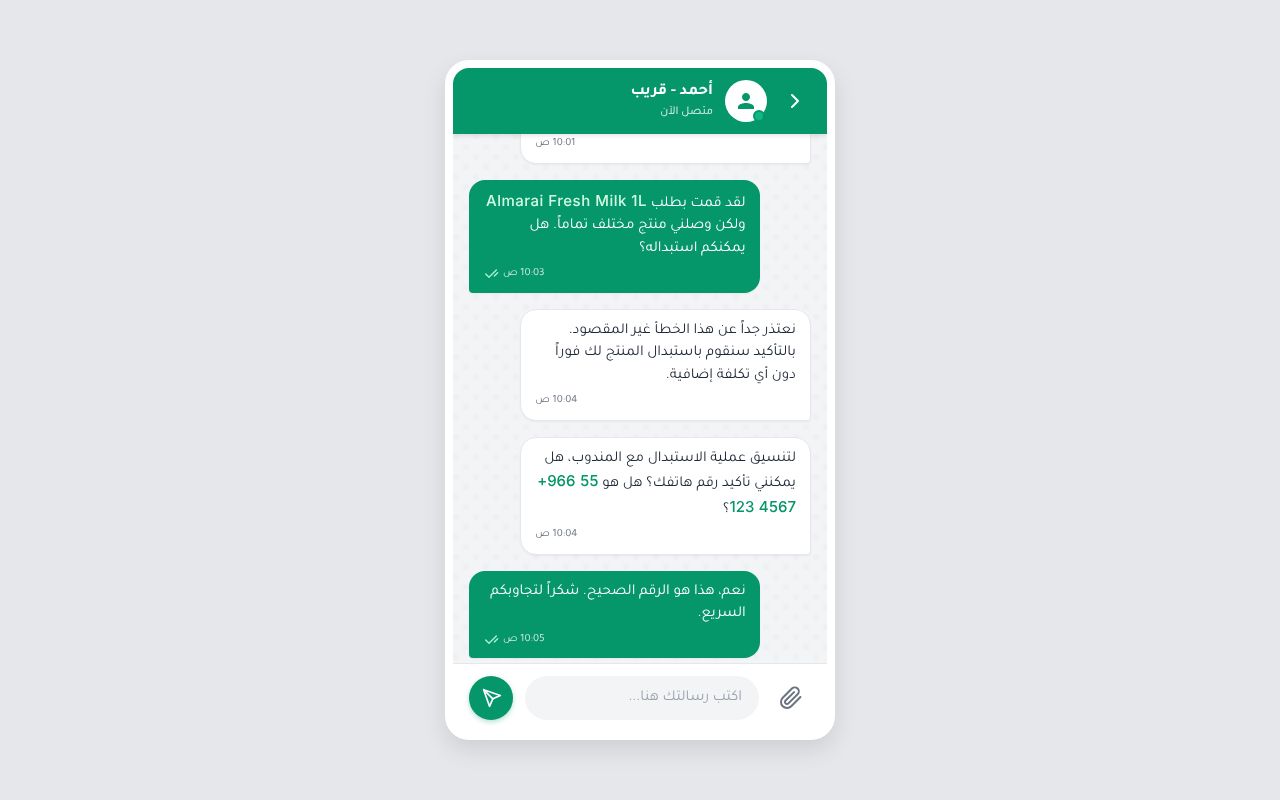 أحمد - قريب
متصل الآن
10:01 ص
لقد قمت بطلب Almarai Fresh Milk 1L
ولكن وصلني منتج مختلف تماماً. هل
يمكنكم استبداله؟
10:03 ص
نعتذر جداً عن هذا الخطأ غير المقصود.
بالتأكيد سنقوم باستبدال المنتج لك فوراً
دون أي تكلفة إضافية.
10:04 ص
لتنسيق عملية الاستبدال مع المندوب، هل
يمكنني تأكيد رقم هاتفك؟ هل هو +966 55
123 4567؟
10:04 ص
نعم، هذا هو الرقم الصحيح. شكراً لتجاوبكم
السريع.
10:05 ص
اكتب رسالتك هنا...